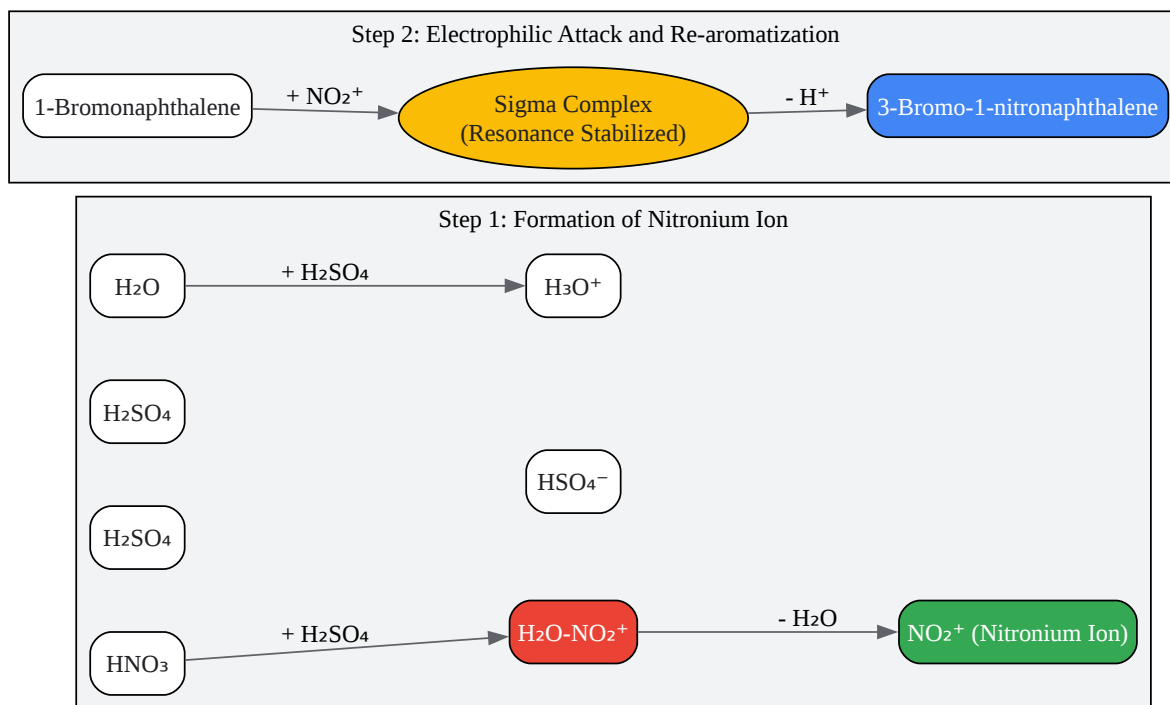 Step 2: Electrophilic Attack and Re-aromatization
1-Bromonaphthalene
+ NO₂⁺
Sigma Complex
(Resonance Stabilized)
- H⁺
3-Bromo-1-nitronaphthalene
Step 1: Formation of Nitronium Ion
H₂O
+ H₂SO₄
H₃O⁺
H₂SO₄
HSO₄⁻
H₂SO₄
HNO₃
+ H₂SO₄
H₂O-NO₂⁺
- H₂O
NO₂⁺ (Nitronium Ion)